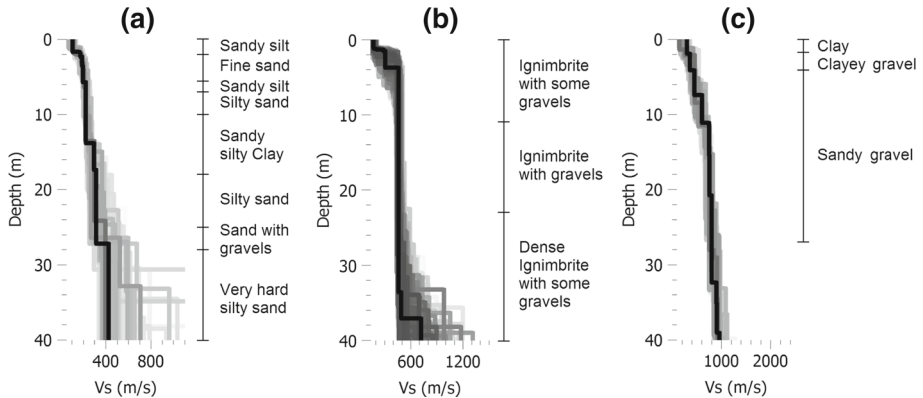 (a)
0
10
20
30
40
Depth (m)
400 800
Vs (m/s)
Sandy silt
Fine sand
Sandy silt
Silty sand
Sandy
silty Clay
Silty sand
Sand with
gravels
Very hard
silty sand
(b)
0
10
20
30
40
Depth (m)
600 1200
Vs (m/s)
Ignimbrite
with some
gravels
Ignimbrite
with gravels
Dense
Ignimbrite
with some
gravels
(c)
0
10
20
30
40
Depth (m)
1000 2000
Vs (m/s)
Clay
Clayey gravel
Sandy gravel